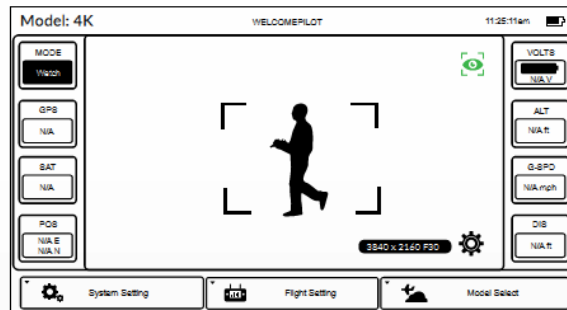 Model: 4K
WELCOMEPILOT
11:25:11am
MODE
Watch
GPS
N/A
SAT
N/A
POS
N/A E
N/A N
VOLTS
N/A V
ALT
N/A ft
G-SPD
N/A mph
DIS
N/A ft
3840 x 2160 F30
System Setting
Flight Setting
Model Select